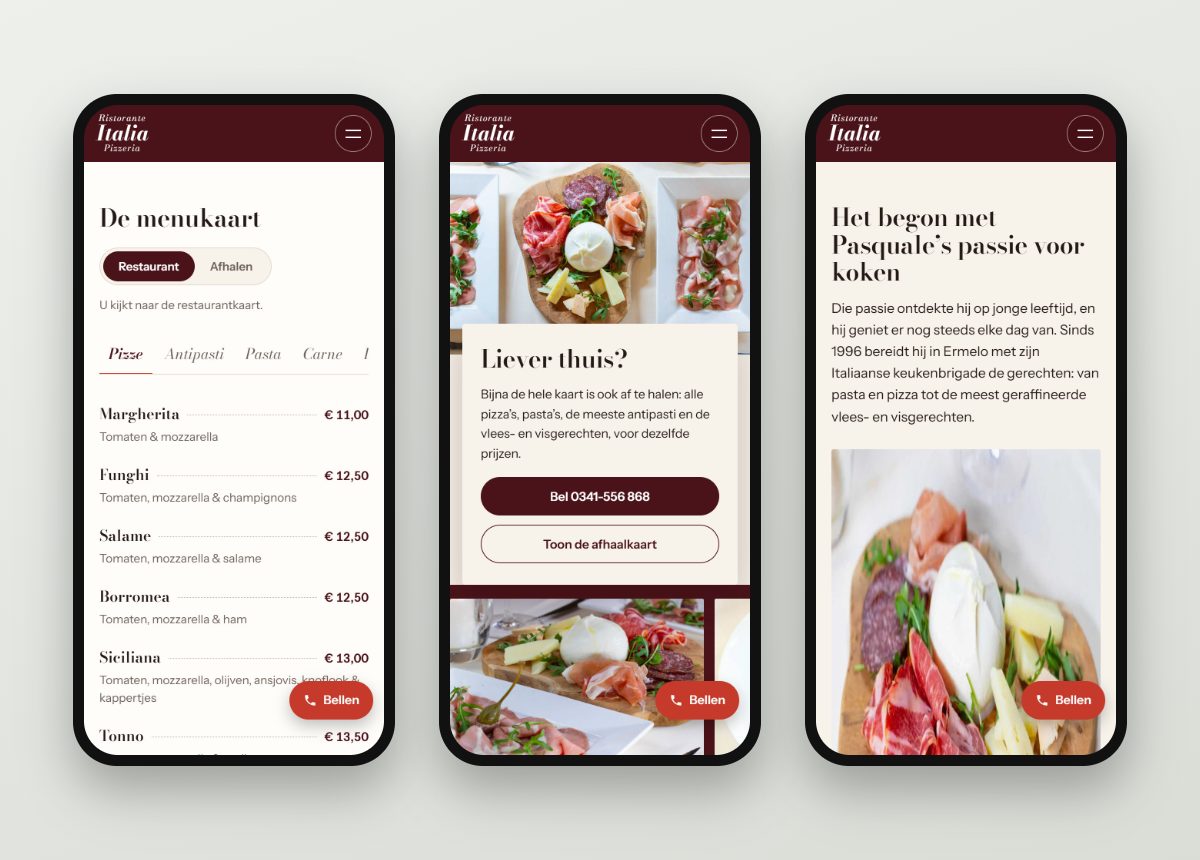 Ristorante
Italia
Pizzeria
De menukaart
Restaurant Afhalen
U kijkt naar de restaurantkaart.
Pizze Antipasti Pasta Carne
Margherita € 11,00
Tomaten & mozzarella
Funghi € 12,50
Tomaten, mozzarella & champignons
Salame € 12,50
Tomaten, mozzarella & salame
Borromea € 12,50
Tomaten, mozzarella & ham
Siciliana € 13,00
Tomaten, mozzarella, olijven, ansjovis, knoflook &
kappertjes
Bellen
Tonno € 13,50
Ristorante
Italia
Pizzeria
Liever thuis?
Bijna de hele kaart is ook af te halen: alle
pizza's, pasta's, de meeste antipasti en de
vlees- en visgerechten, voor dezelfde
prijzen.
Bel 0341-556 868
Toon de afhaalkaart
Bellen
Ristorante
Italia
Pizzeria
Het begon met
Pasquale's passie voor
koken
Die passie ontdekte hij op jonge leeftijd, en
hij geniet er nog steeds elke dag van. Sinds
1996 bereidt hij in Ermelo met zijn
Italiaanse keukenbrigade de gerechten: van
pasta en pizza tot de meest geraffineerde
vlees- en visgerechten.
Bellen